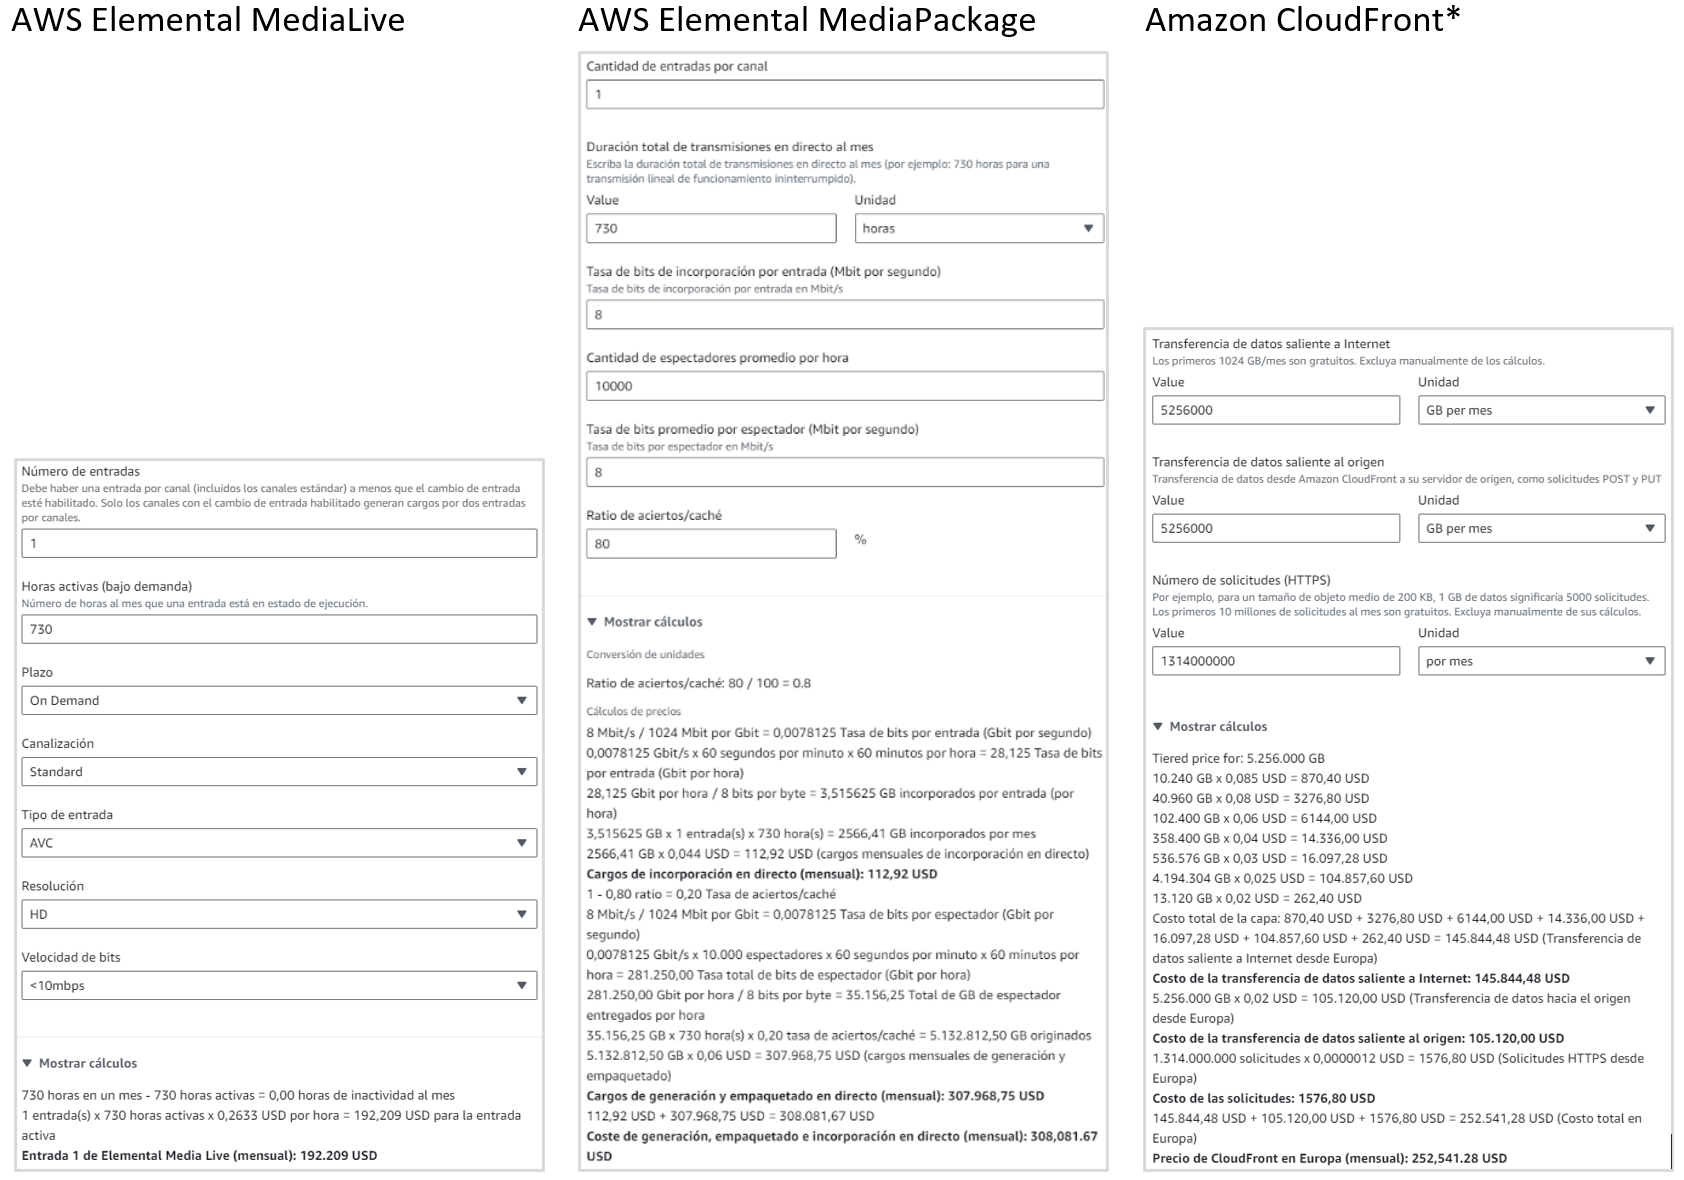 AWS Elemental MediaLive
Número de entradas
Debe haber una entrada por canal (incluidos los canales estándar) a menos que el cambio de entrada
esté habilitado. Solo los canales con el cambio de entrada habilitado generan cargos por dos entradas
por canales.
1
Horas activas (bajo demanda)
Número de horas al mes que una entrada está en estado de ejecución.
730
Plazo
On Demand
Canalización
Standard
Tipo de entrada
AVC
Resolución
HD
Velocidad de bits
<10mbps
Mostrar cálculos
730 horas en un mes - 730 horas activas = 0,00 horas de inactividad al mes
1 entrada(s) x 730 horas activas x 0,2633 USD por hora = 192,209 USD para la entrada
activa
Entrada 1 de Elemental Media Live (mensual): 192.209 USD
AWS Elemental MediaPackage
Cantidad de entradas por canal
1
Duración total de transmisiones en directo al mes
Escriba la duración total de transmisiones en directo al mes (por ejemplo: 730 horas para una
transmisión lineal de funcionamiento ininterrumpido).
Value Unidad
730 horas
Tasa de bits de incorporación por entrada (Mbit por segundo)
Tasa de bits de incorporación por entrada en Mbit/s
8
Cantidad de espectadores promedio por hora
10000
Tasa de bits promedio por espectador (Mbit por segundo)
Tasa de bits por espectador en Mbit/s
8
Ratio de aciertos/caché
80 %
Mostrar cálculos
Conversión de unidades
Ratio de aciertos/caché: 80 / 100 = 0.8
Cálculos de precios
8 Mbit/s / 1024 Mbit por Gbit = 0,0078125 Tasa de bits por entrada (Gbit por segundo)
0,0078125 Gbit/s x 60 segundos por minuto x 60 minutos por hora = 28,125 Tasa de bits
por entrada (Gbit por hora)
28,125 Gbit por hora / 8 bits por byte = 3,515625 GB incorporados por entrada (por
hora)
3,515625 GB x 1 entrada(s) x 730 hora(s) = 2566,41 GB incorporados por mes
2566,41 GB x 0,044 USD = 112,92 USD (cargos mensuales de incorporación en directo)
Cargos de incorporación en directo (mensual): 112,92 USD
1 - 0,80 ratio = 0,20 Tasa de aciertos/caché
8 Mbit/s / 1024 Mbit por Gbit = 0,0078125 Tasa de bits por espectador (Gbit por
segundo)
0,0078125 Gbit/s x 10.000 espectadores x 60 segundos por minuto x 60 minutos por
hora = 281.250,00 Tasa total de bits de espectador (Gbit por hora)
281.250,00 Gbit por hora / 8 bits por byte = 35.156,25 Total de GB de espectador
entregados por hora
35.156,25 GB x 730 hora(s) x 0,20 tasa de aciertos/caché = 5.132.812,50 GB originados
5.132.812,50 GB x 0,06 USD = 307.968,75 USD (cargos mensuales de generación y
empaquetado)
Cargos de generación y empaquetado en directo (mensual): 307.968,75 USD
112,92 USD + 307.968,75 USD = 308.081,67 USD
Coste de generación, empaquetado e incorporación en directo (mensual): 308,081.67
USD
Amazon CloudFront*
Transferencia de datos saliente a Internet
Los primeros 1024 GB/mes son gratuitos. Excluya manualmente de los cálculos.
Value Unidad
5256000 GB per mes
Transferencia de datos saliente al origen
Transferencia de datos desde Amazon CloudFront a su servidor de origen, como solicitudes POST y PUT
Value Unidad
5256000 GB per mes
Número de solicitudes (HTTPS)
Por ejemplo, para un tamaño de objeto medio de 200 KB, 1 GB de datos significaría 5000 solicitudes.
Los primeros 10 millones de solicitudes al mes son gratuitos. Excluya manualmente de sus cálculos.
Value Unidad
1314000000 por mes
Mostrar cálculos
Tiered price for: 5.256.000 GB
10.240 GB x 0,085 USD = 870,40 USD
40.960 GB x 0,08 USD = 3276,80 USD
102.400 GB x 0,06 USD = 6144,00 USD
358.400 GB x 0,04 USD = 14.336,00 USD
536.576 GB x 0,03 USD = 16.097,28 USD
4.194.304 GB x 0,025 USD = 104.857,60 USD
13.120 GB x 0,02 USD = 262,40 USD
Costo total de la capa: 870,40 USD + 3276,80 USD + 6144,00 USD + 14.336,00 USD +
16.097,28 USD + 104.857,60 USD + 262,40 USD = 145.844,48 USD (Transferencia de
datos saliente a Internet desde Europa)
Costo de la transferencia de datos saliente a Internet: 145.844,48 USD
5.256.000 GB x 0,02 USD = 105.120,00 USD (Transferencia de datos hacia el origen
desde Europa)
Costo de la transferencia de datos saliente al origen: 105.120,00 USD
1.314.000.000 solicitudes x 0,0000012 USD = 1576,80 USD (Solicitudes HTTPS desde
Europa)
Costo de las solicitudes: 1576,80 USD
145.844,48 USD + 105.120,00 USD + 1576,80 USD = 252.541,28 USD (Costo total en
Europa)
Precio de CloudFront en Europa (mensual): 252,541.28 USD